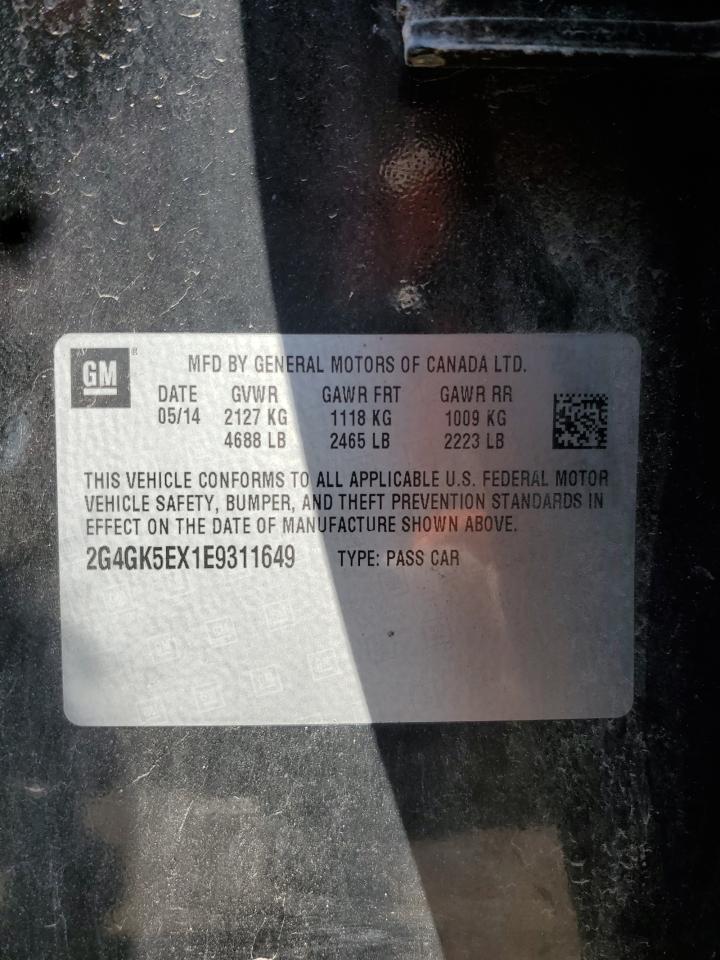 GM ®
MFD BY GENERAL MOTORS OF CANADA LTD.
DATE GVWR GAWR FRT GAWR RR
05/14 2127 KG 1118 KG 1009 KG
4688 LB 2465 LB 2223 LB
THIS VEHICLE CONFORMS TO ALL APPLICABLE U.S. FEDERAL MOTOR
VEHICLE SAFETY, BUMPER, AND THEFT PREVENTION STANDARDS IN
EFFECT ON THE DATE OF MANUFACTURE SHOWN ABOVE.
2G4GK5EX1E9311649 TYPE: PASS CAR